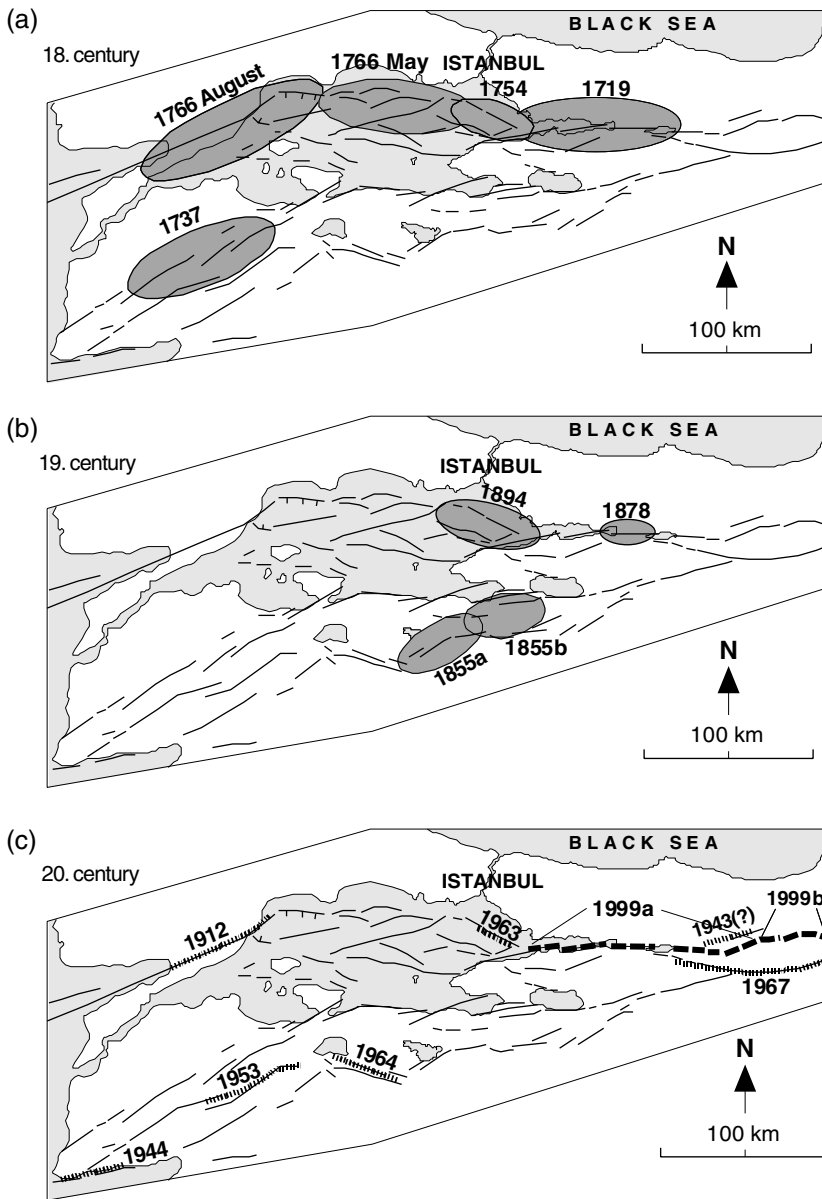 (a)
BLACK SEA
18. century
1766 May
ISTANBUL
1766 August
1754
1719
1737
N
100 km
(b)
BLACK SEA
19. century
ISTANBUL
1894
1878
1855b
1855a
N
100 km
(c)
BLACK SEA
20. century
ISTANBUL
1999b
1999a
1943(?)
1912
1963
1967
1964
1953
1944
N
100 km